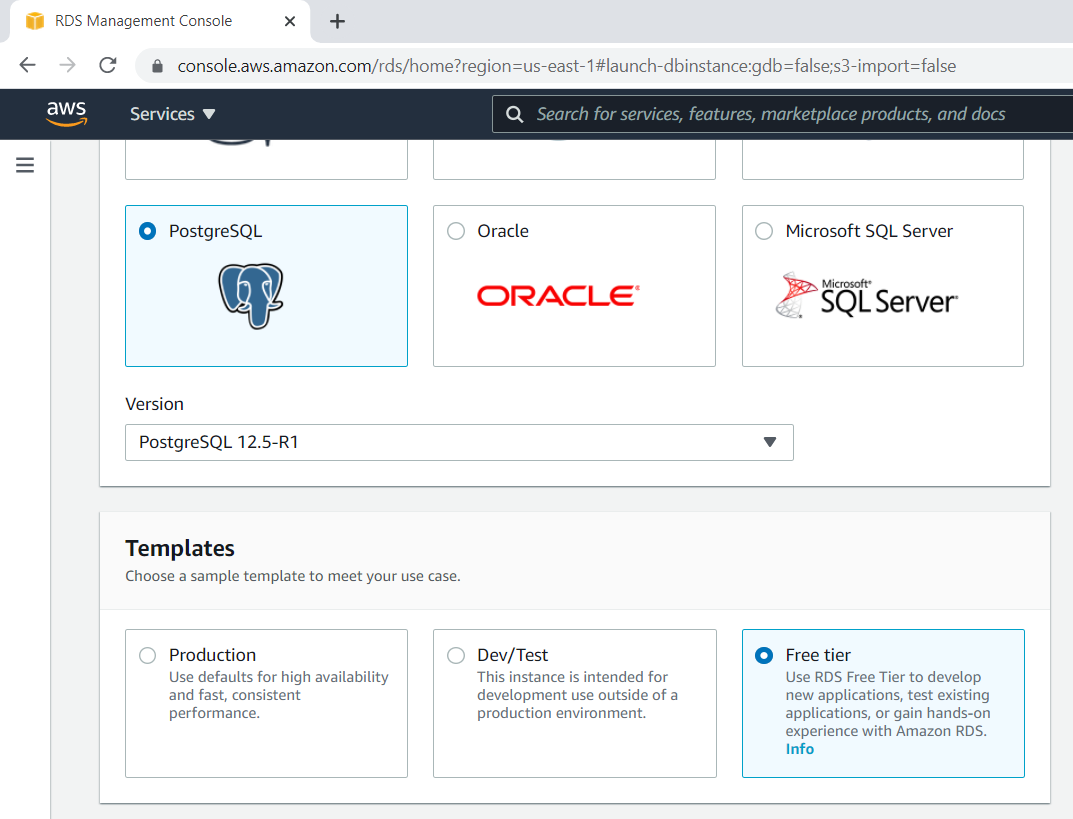 RDS Management Console
console.aws.amazon.com/rds/home?region=us-east-1#launch-dbinstance:gdb=false;s3-import=false
aws
Services
Search for services, features, marketplace products, and docs
PostgreSQL
Oracle
Microsoft SQL Server
ORACLE®
Microsoft®
SQL Server®
Version
PostgreSQL 12.5-R1
Templates
Choose a sample template to meet your use case.
Production
Use defaults for high availability
and fast, consistent
performance.
Dev/Test
This instance is intended for
development use outside of a
production environment.
Free tier
Use RDS Free Tier to develop
new applications, test existing
applications, or gain hands-on
experience with Amazon RDS.
Info